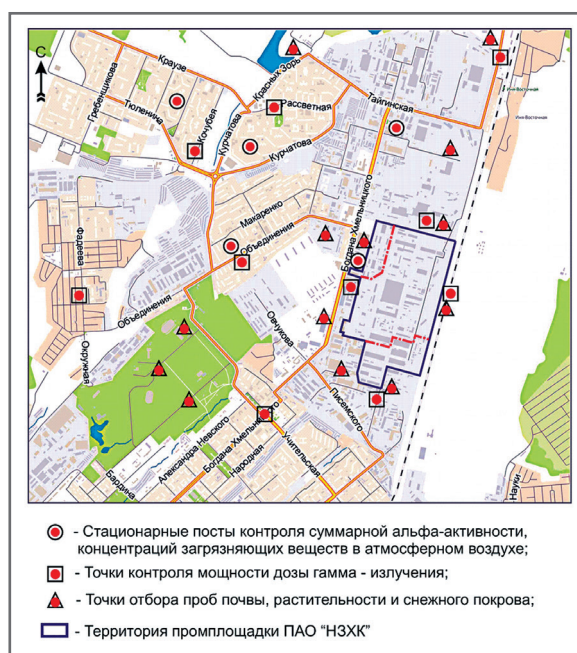 С
Краузе
Гребенщикова
Тюленина
Кочубея
Курчатова
Красных Зорь
Рассветная
Тайгинская
Курчатова
Макаренко
Объединения
Богдана Хмельницкого
Фадеева
Объединения
Овчукова
Окружная
Писемского
Александра Невского
Богдана Хмельницкого
Народная
Учительская
Бардина
Науки
- Стационарные посты контроля суммарной альфа-активности,
концентраций загрязняющих веществ в атмосферном воздухе;
- Точки контроля мощности дозы гамма - излучения;
- Точки отбора проб почвы, растительности и снежного покрова;
- Территория промплощадки ПАО "НЗХК"